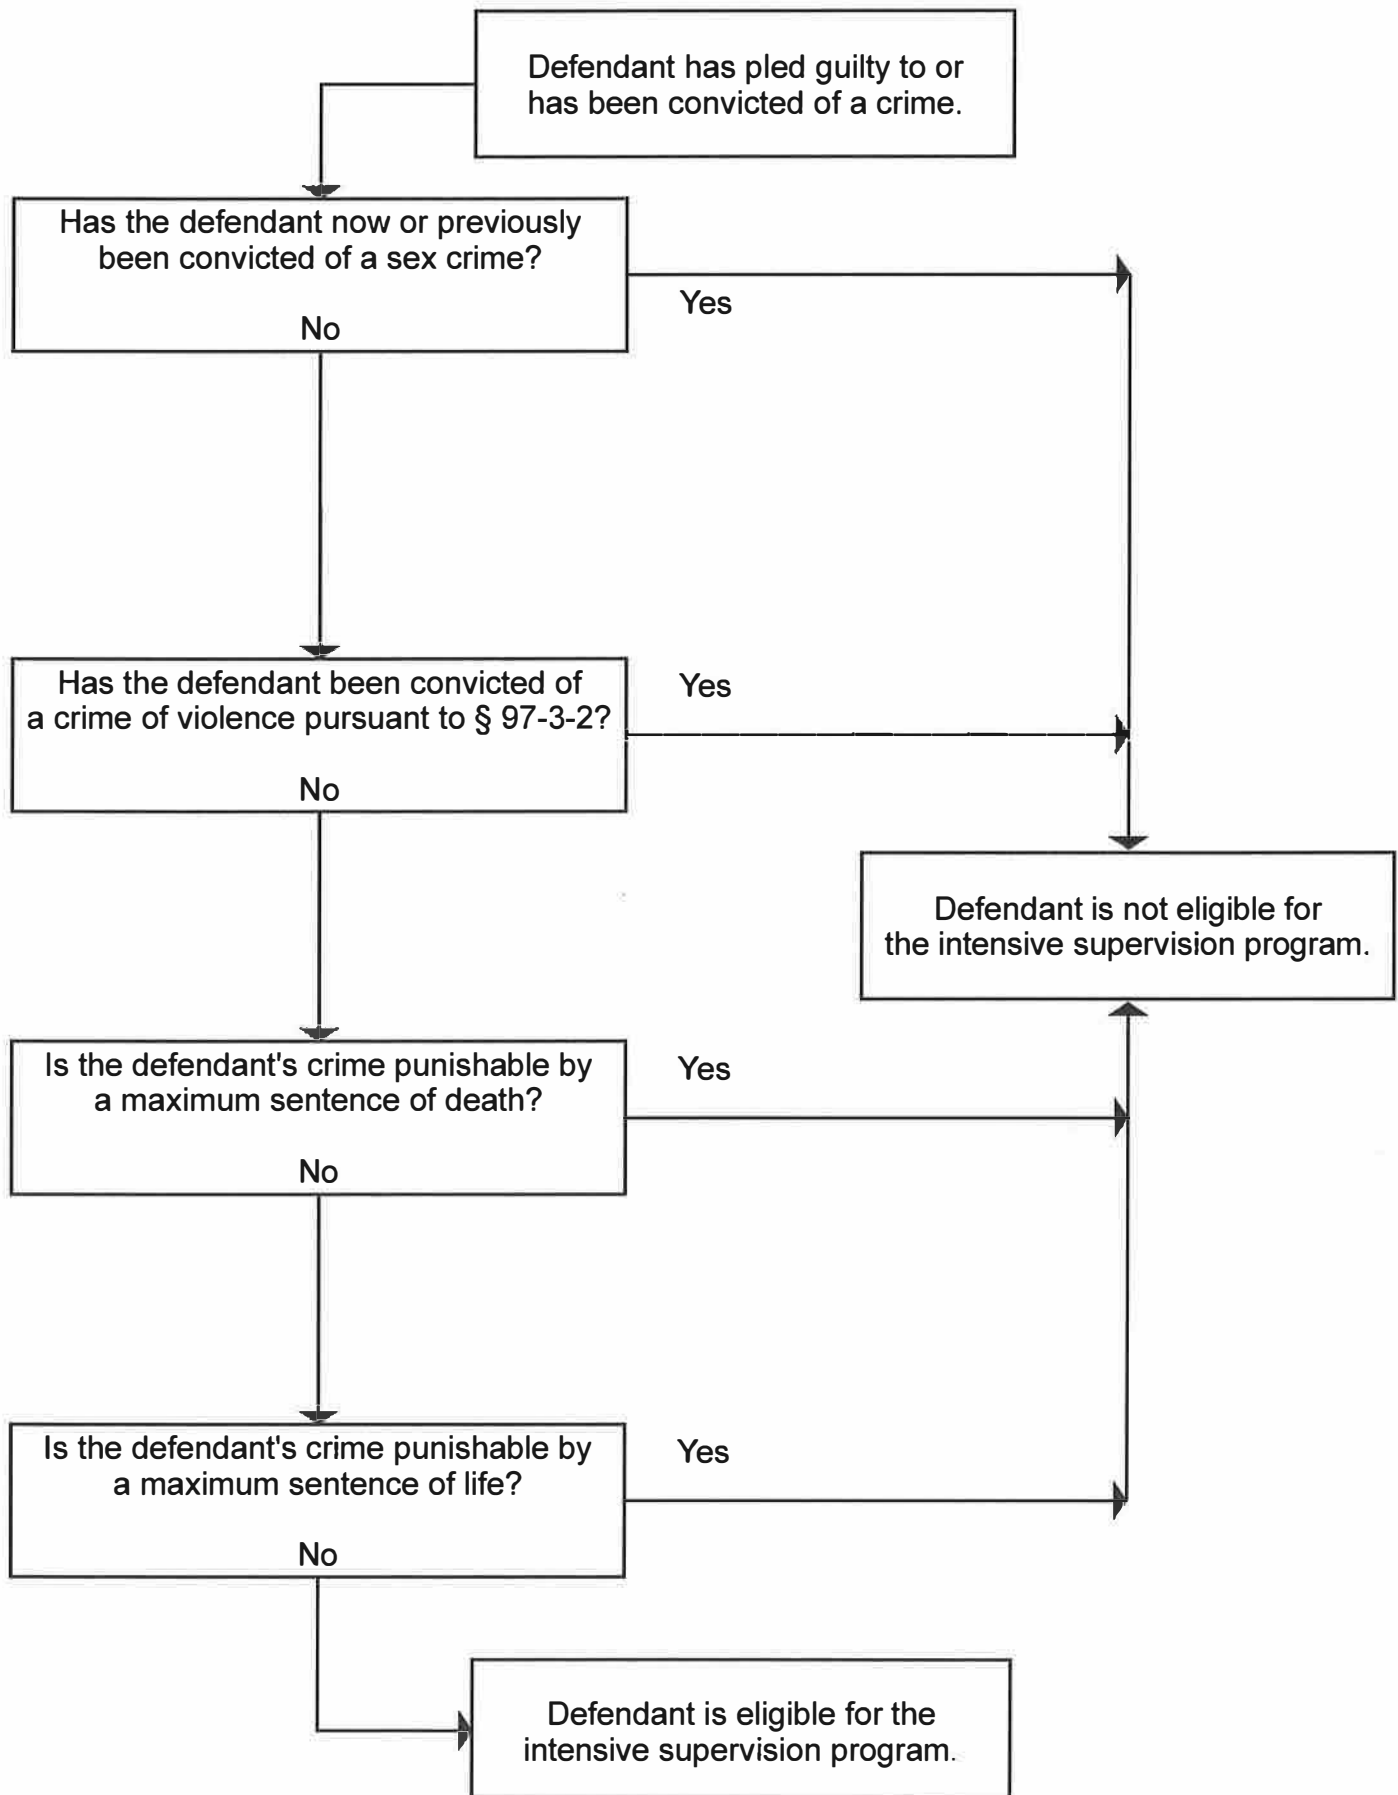 Defendant has pled guilty to or
has been convicted of a crime.
Has the defendant now or previously
been convicted of a sex crime?
Yes
No
Has the defendant been convicted of
a crime of violence pursuant to § 97-3-2?
Yes
No
Defendant is not eligible for
the intensive supervision program.
Is the defendant's crime punishable by
a maximum sentence of death?
Yes
No
Is the defendant's crime punishable by
a maximum sentence of life?
Yes
No
Defendant is eligible for the
intensive supervision program.